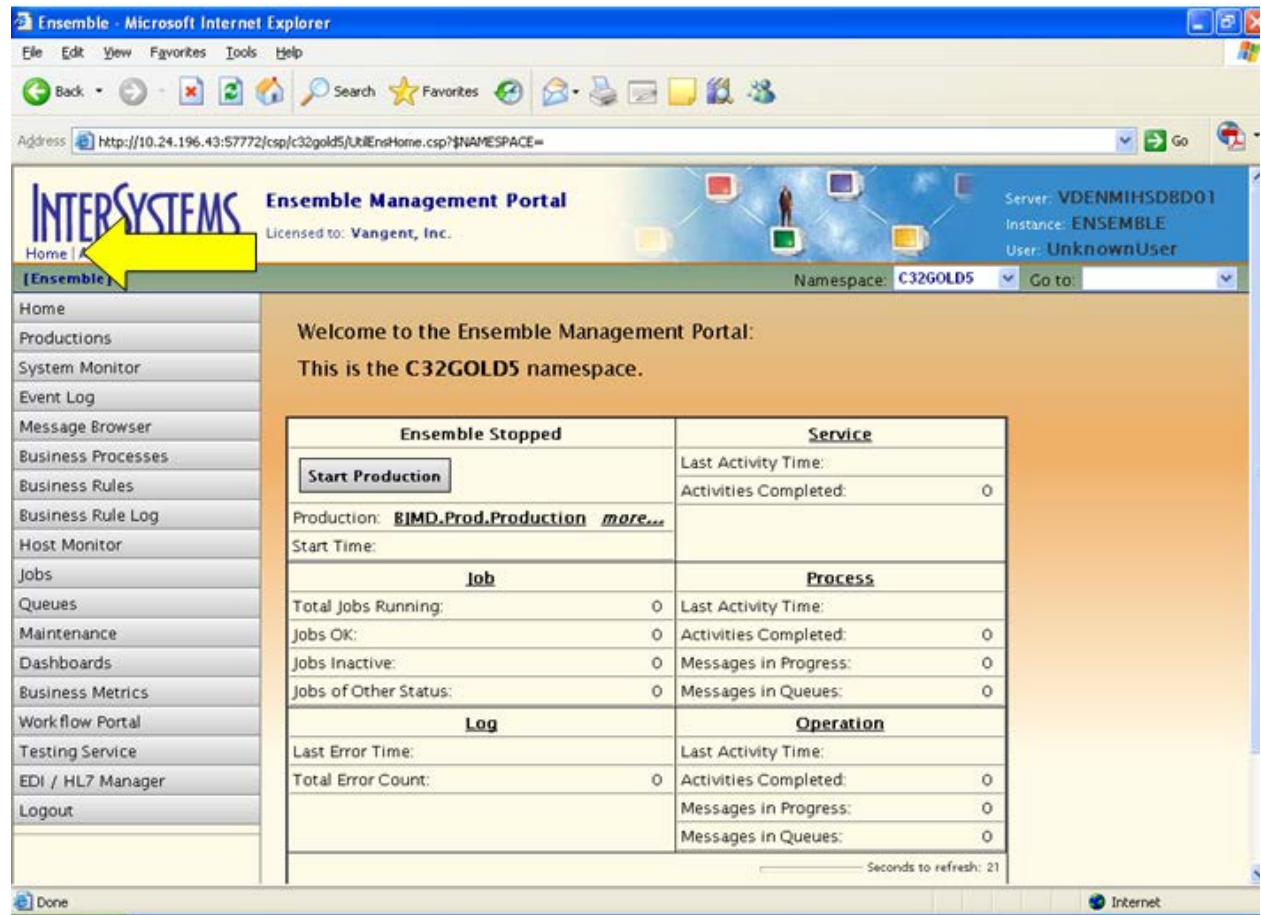 Ensemble - Microsoft Internet Explorer
File Edit View Favorites Tools Help
Back Search Favorites
Address http://10.24.196.43:57772/csp/c32gold5/UtilEnsHome.csp?$NAMESPACE= Go
INTERSYSTEMS
Ensemble Management Portal
Licensed to: Vangent, Inc.
Server: VDENMIHSDBD01
Instance: ENSEMBLE
User: UnknownUser
Home |
[Ensemble]
Namespace: C32GOLD5 Go to:
Home
Productions
System Monitor
Event Log
Message Browser
Business Processes
Business Rules
Business Rule Log
Host Monitor
Jobs
Queues
Maintenance
Dashboards
Business Metrics
Workflow Portal
Testing Service
EDI / HL7 Manager
Logout
Welcome to the Ensemble Management Portal:
This is the C32GOLD5 namespace.
Ensemble Stopped
Start Production
Production: BJMD.Prod.Production more...
Start Time:
Service
Last Activity Time:
Activities Completed: 0
Job
Total Jobs Running: 0
Jobs OK: 0
Jobs Inactive: 0
Jobs of Other Status: 0
Process
Last Activity Time:
Activities Completed: 0
Messages in Progress: 0
Messages in Queues: 0
Log
Last Error Time:
Total Error Count: 0
Operation
Last Activity Time:
Activities Completed: 0
Messages in Progress: 0
Messages in Queues: 0
Seconds to refresh: 21
Done
Internet